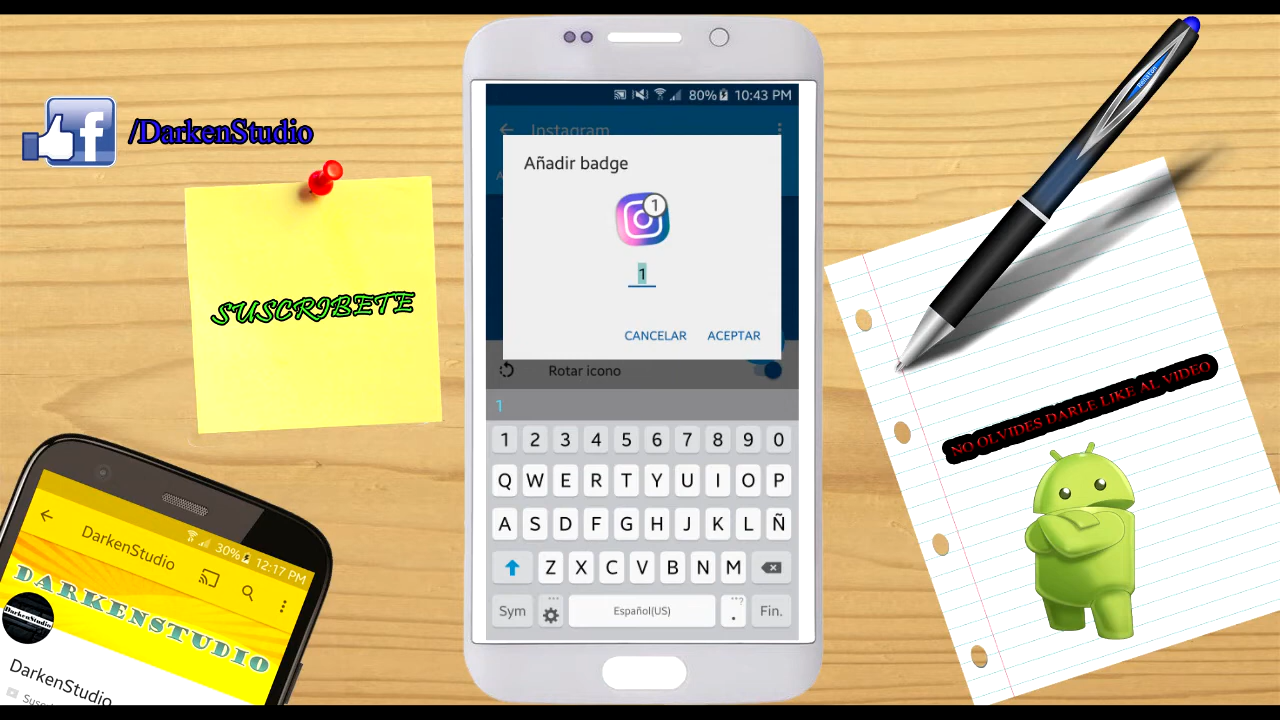 /DarkenStudio
SUSCRIBETE
80% 10:43 PM
Instagram
Añadir badge
1
1
CANCELAR ACEPTAR
Rotar icono
1
1 2 3 4 5 6 7 8 9 0
Q W E R T Y U I O P
A S D F G H J K L Ñ
Z X C V B N M
Sym Español(US) . Fin.
NO OLVIDES DARLE LIKE AL VIDEO
30% 12:17 PM
DarkenStudio
DARKENSTUDIO
DarkenStudio
DarkenStudio